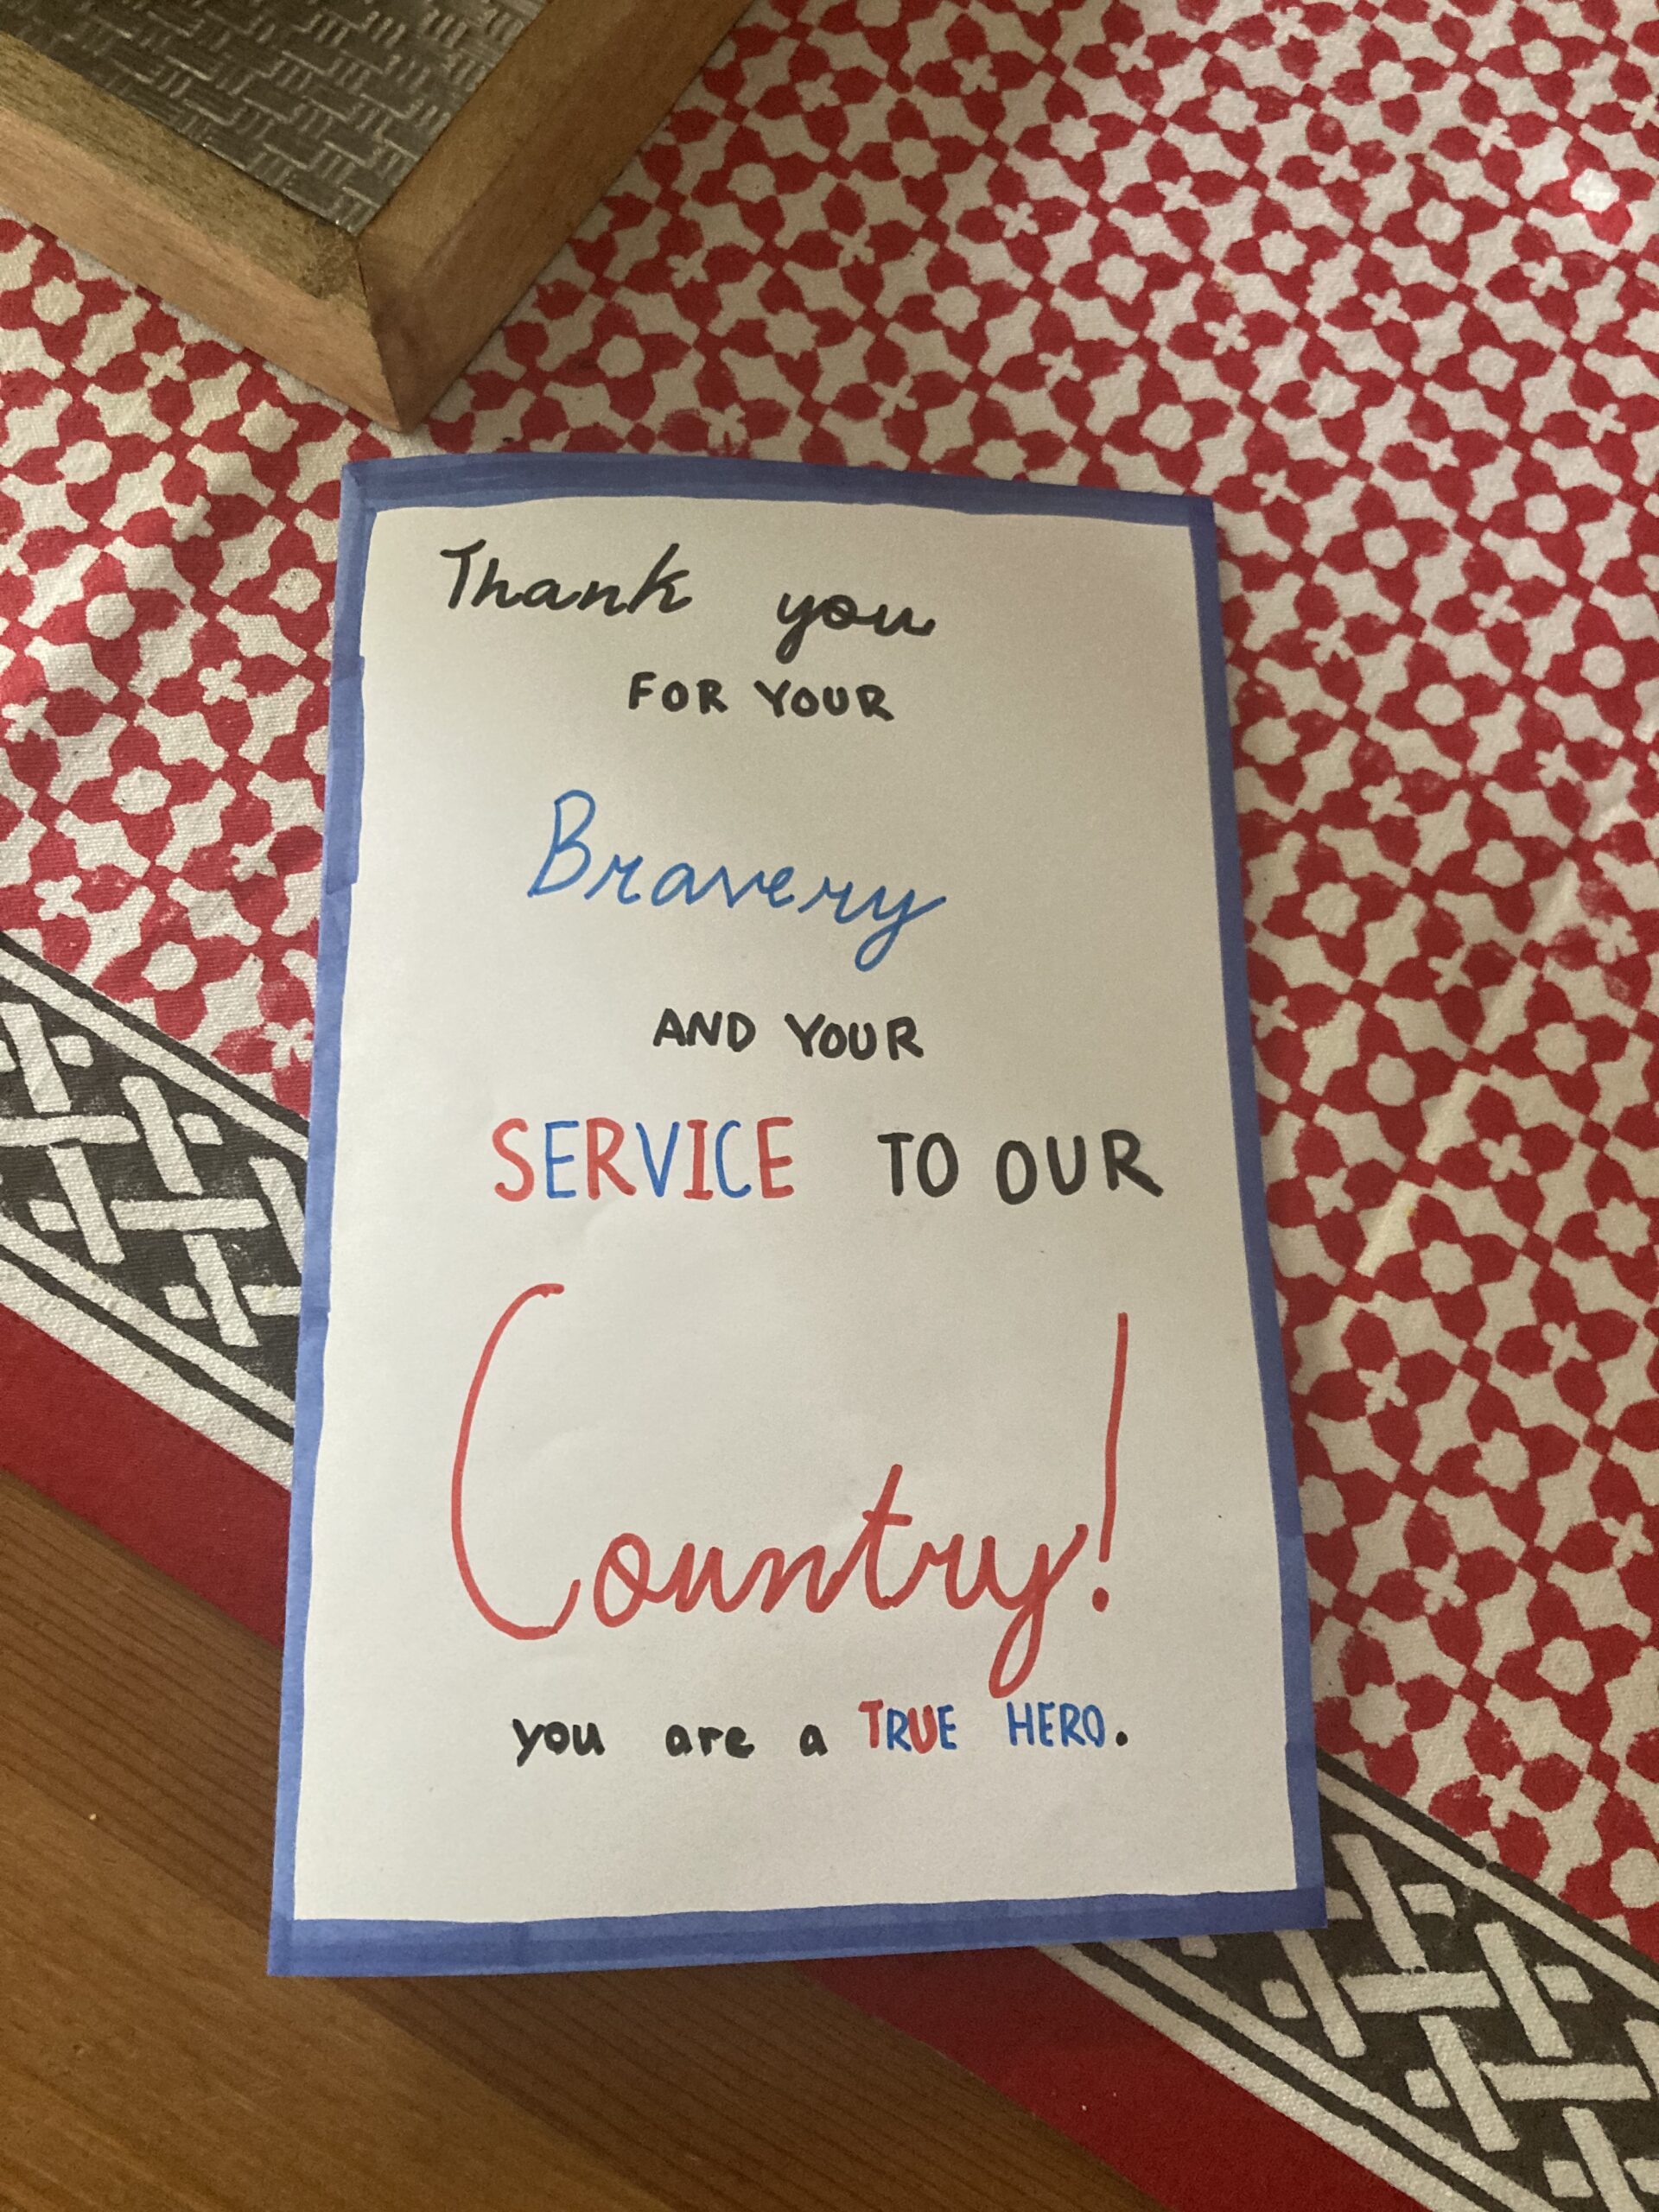 Thank you
FOR YOUR
Bravery
AND YOUR
SERVICE TO OUR
Country!
you are a TRUE HERO.